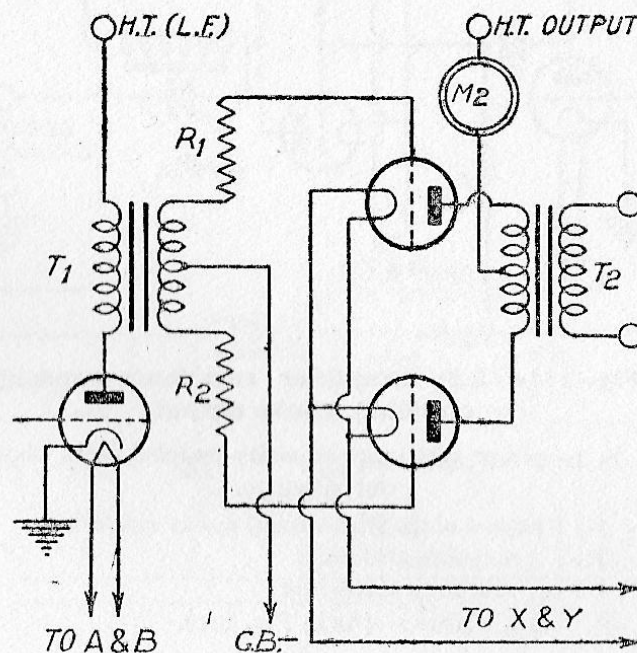 H.T. (L.F.)
H.T. OUTPUT
M2
R1
T1
T2
R2
TO A & B
G.B.-
TO X & Y